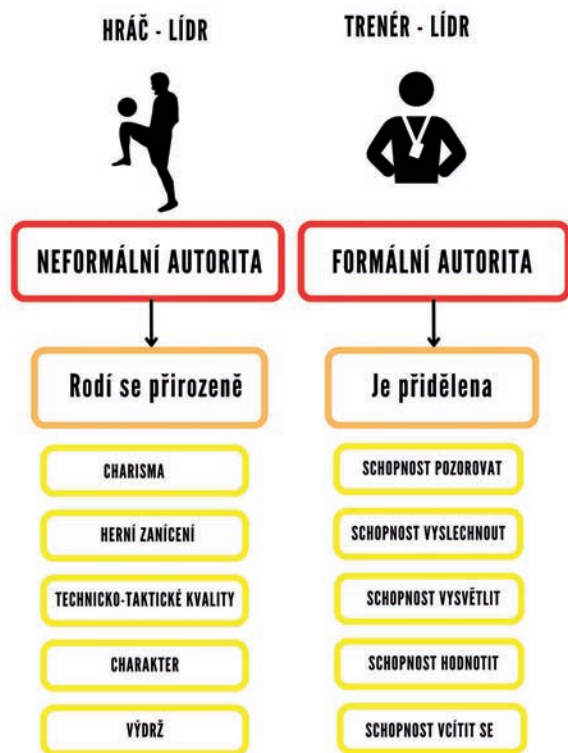 HRÁČ - LÍDR
NEFORMÁLNÍ AUTORITA
Rodí se přirozeně
CHARISMA
HERNÍ ZANÍCENÍ
TECHNICKO-TAKTICKÉ KVALITY
CHARAKTER
VÝDRŽ
TRENÉR - LÍDR
FORMÁLNÍ AUTORITA
Je přidělena
SCHOPNOST POZOROVAT
SCHOPNOST VYSLECHNOUT
SCHOPNOST VYSVĚTLIT
SCHOPNOST HODNOTIT
SCHOPNOST VCÍTIT SE